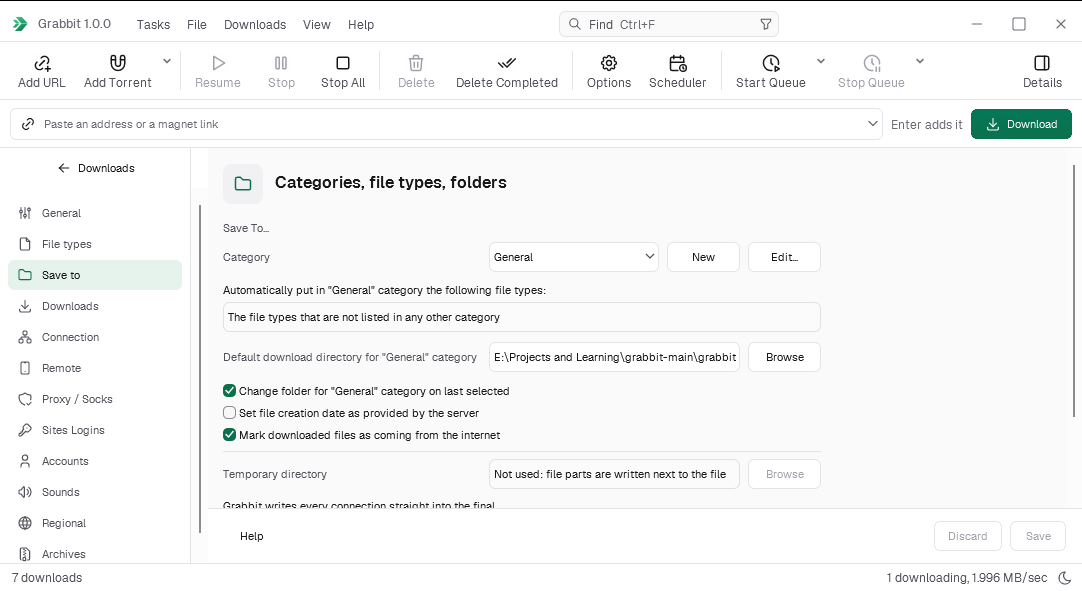 Grabbit 1.0.0
Tasks File Downloads View Help
Find Ctrl+F
Add URL Add Torrent Resume Stop Stop All Delete Delete Completed Options Scheduler Start Queue Stop Queue Details
Paste an address or a magnet link
Enter adds it
Download
Downloads
General
File types
Save to
Downloads
Connection
Remote
Proxy / Socks
Sites Logins
Accounts
Sounds
Regional
Archives
Categories, file types, folders
Save To...
Category General New Edit...
Automatically put in "General" category the following file types:
The file types that are not listed in any other category
Default download directory for "General" category E:\Projects and Learning\grabbit-main\grabbit Browse
Change folder for "General" category on last selected
Set file creation date as provided by the server
Mark downloaded files as coming from the internet
Temporary directory Not used: file parts are written next to the file Browse
Grabbit writes every connection straight into the final
Help Discard Save
7 downloads
1 downloading, 1.996 MB/sec